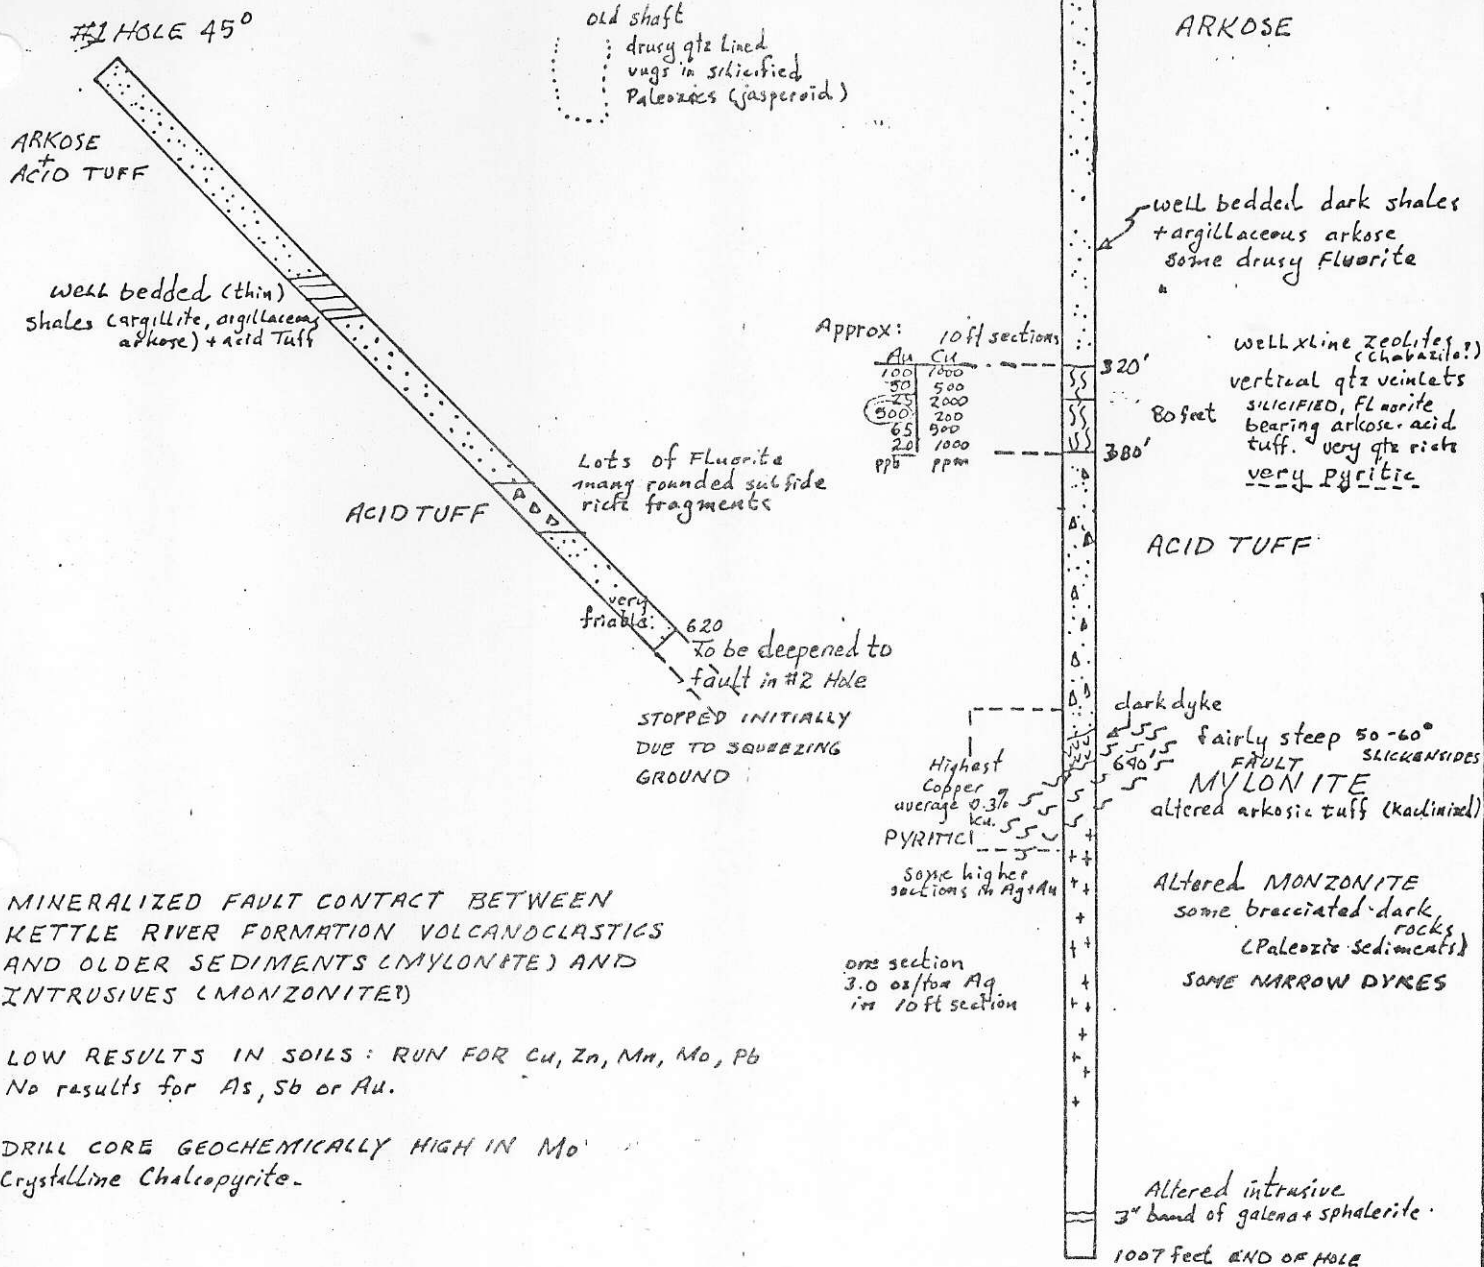 #1 HOLE 45°
ARKOSE
+
ACID TUFF
well bedded (thin)
shales (argillite, argillaceous
arkose) + acid Tuff
ACID TUFF
Lots of Fluorite
many rounded sulfide
rich fragments
very
friable.
620
To be deepened to
fault in #2 Hole
STOPPED INITIALLY
DUE TO SQUEEZING
GROUND
old shaft
drusy qtz lined
vugs in silicified
Paleozics (jasperoid)
ARKOSE
well bedded dark shales
+ argillaceous arkose
some drusy Fluorite
Approx: 10 ft sections
Au Cu
100 1000
50 500
25 2000
500 200
65 900
20 1000
ppb ppm
320'
80 feet
380'
well xline zeolites
(chabazite?)
vertical qtz veinlets
SILICIFIED, Fluorite
bearing arkose-acid
tuff. very qtz rich
very pyritic
ACID TUFF
dark dyke
fairly steep 50-60°
SLICKENSIDES
640'
FAULT
MYLONITE
altered arkosic tuff (Kaolinized)
Highest
Copper
average 0.3%
PYRITIC
some higher
sections in Ag+Au
Altered MONZONITE
some brecciated dark
rocks
(Paleozic Sediments)
SOME NARROW DYKES
one section
3.0 oz/ton Ag
in 10 ft section
Altered intrusive
3" band of galena + sphalerite.
1007 feet END OF HOLE
MINERALIZED FAULT CONTACT BETWEEN
KETTLE RIVER FORMATION VOLCANOCLASTICS
AND OLDER SEDIMENTS (MYLONITE) AND
INTRUSIVES (MONZONITE?)
LOW RESULTS IN SOILS: RUN FOR Cu, Zn, Mn, Mo, Pb
No results for As, Sb or Au.
DRILL CORE GEOCHEMICALLY HIGH IN Mo
Crystalline Chalcopyrite.